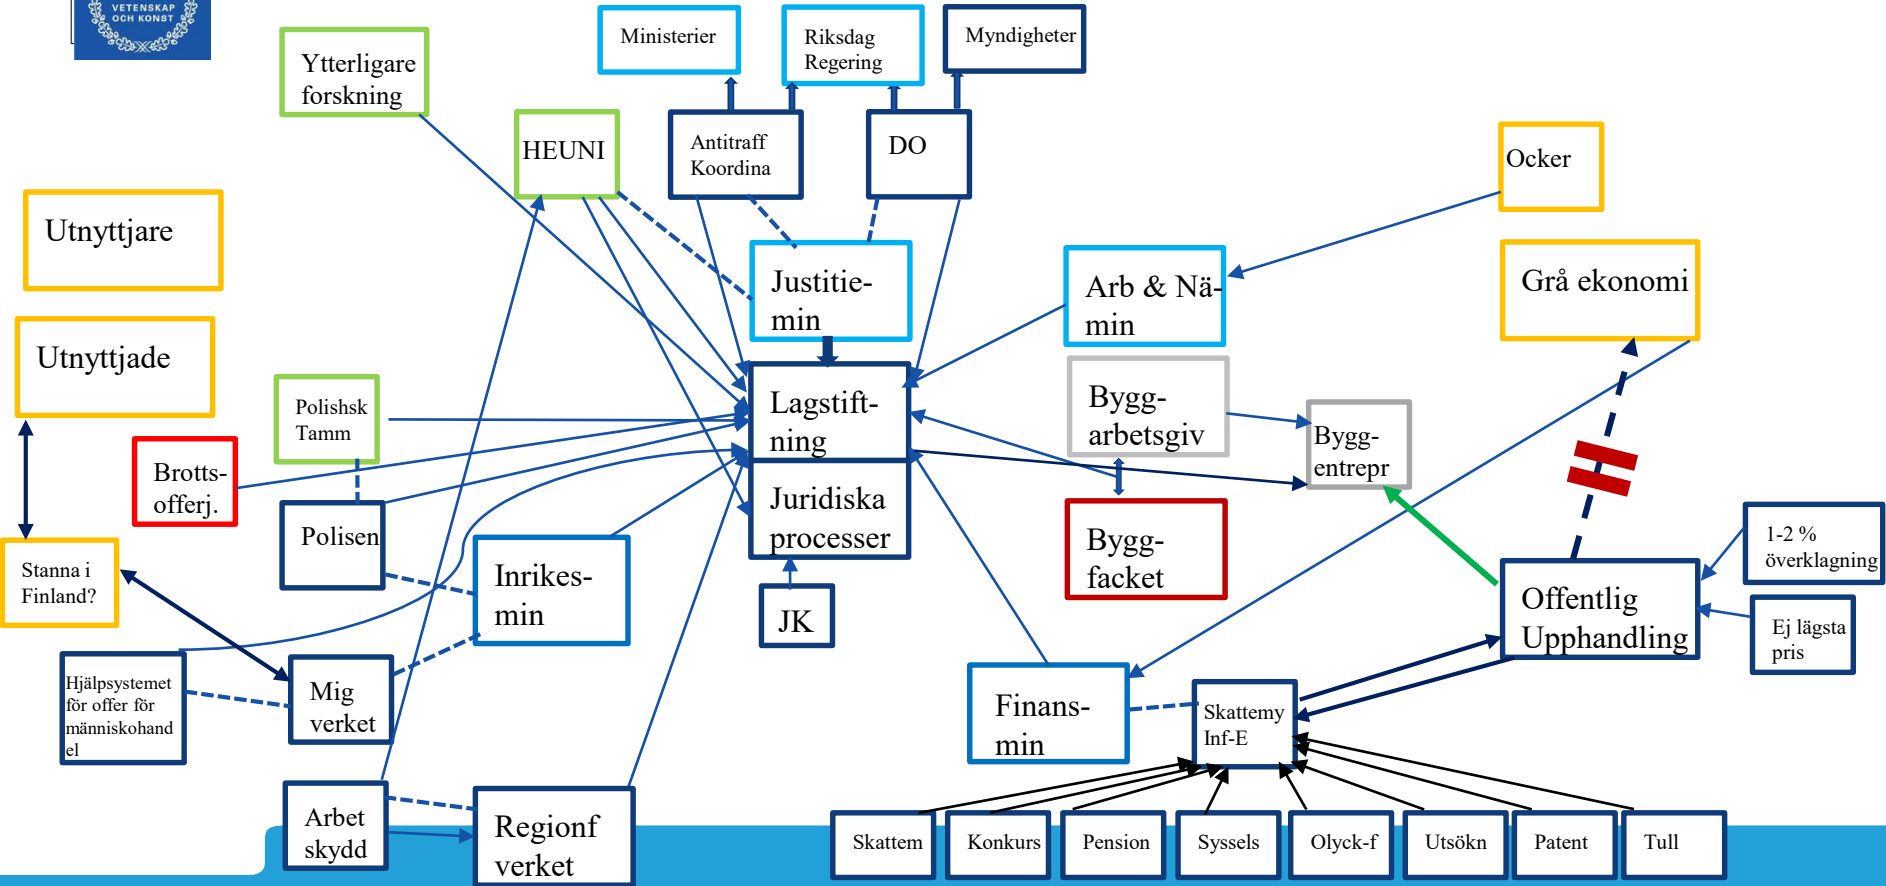 VETENSKAP
OCH KONST
Ytterligare
forskning
Ministerier
Riksdag
Regering
Myndigheter
HEUNI
Antitraff
Koordina
DO
Ocker
Utnyttjare
Utnyttjade
Justitie-
min
Arb & Nä-
min
Grå ekonomi
Polishsk
Tamm
Brotts-
offerj.
Polisen
Lagstift-
ning
Juridiska
processer
Bygg-
arbetsgiv
Bygg-
entrepr
Bygg-
facket
Stanna i
Finland?
Inrikes-
min
JK
Offentlig
Upphandling
1-2 %
överklagning
Ej lägsta
pris
Hjälpsystemet
för offer för
människohand
el
Mig
verket
Finans-
min
Skattemy
Inf-E
Arbet
skydd
Regionf
verket
Skattem
Konkurs
Pension
Syssels
Olyck-f
Utsökn
Patent
Tull